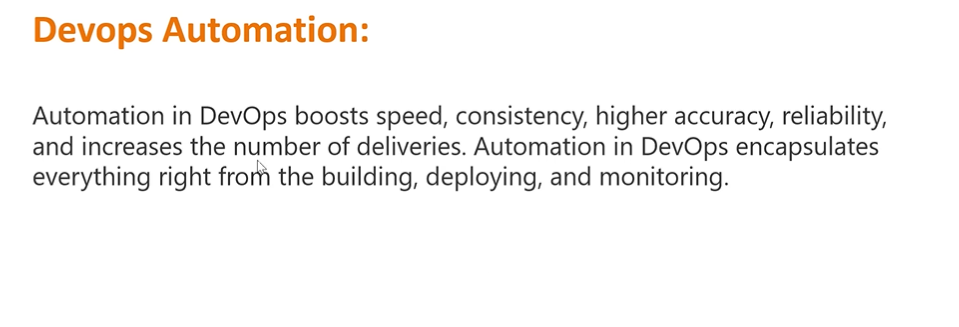 Devops Automation:
Automation in DevOps boosts speed, consistency, higher accuracy, reliability,
and increases the number of deliveries. Automation in DevOps encapsulates
everything right from the building, deploying, and monitoring.